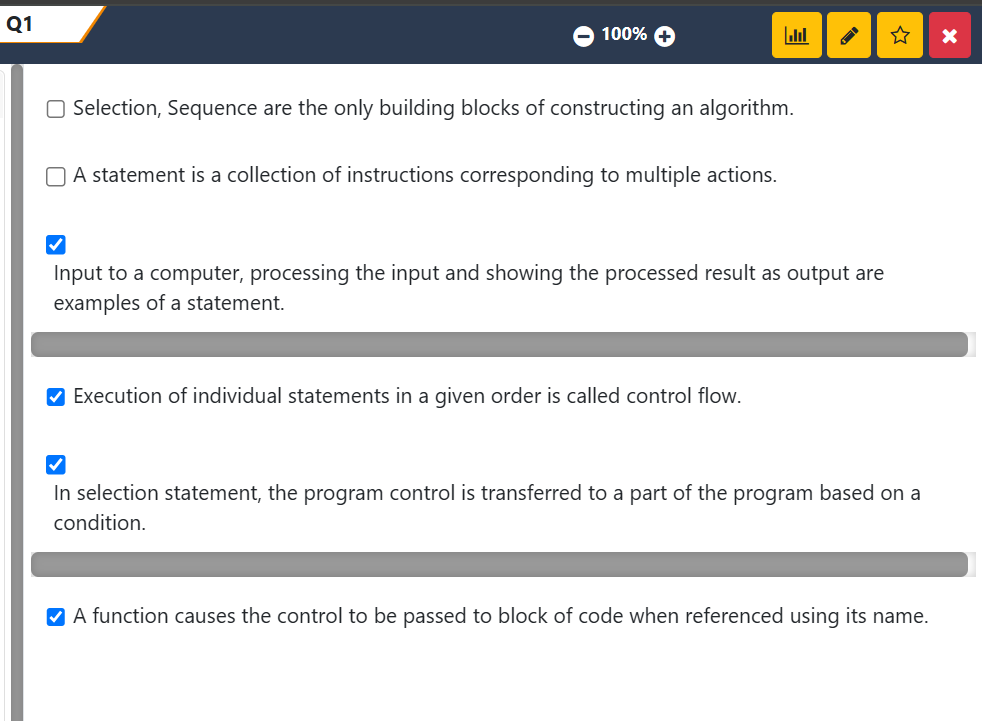 Q1
100%
Selection, Sequence are the only building blocks of constructing an algorithm.
A statement is a collection of instructions corresponding to multiple actions.
Input to a computer, processing the input and showing the processed result as output are
examples of a statement.
Execution of individual statements in a given order is called control flow.
In selection statement, the program control is transferred to a part of the program based on a
condition.
A function causes the control to be passed to block of code when referenced using its name.